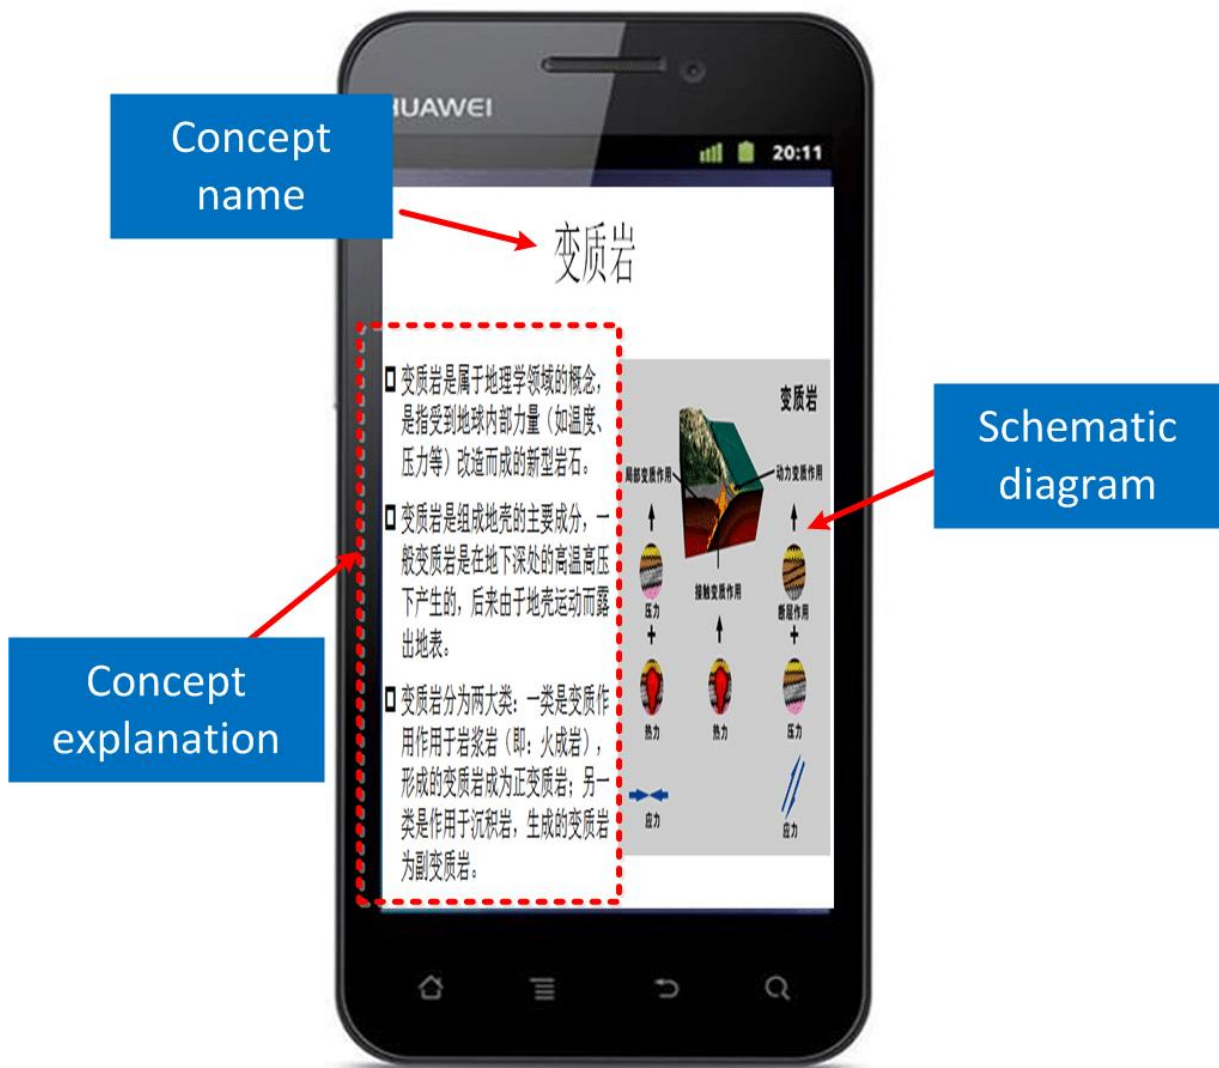 HUAWEI
Concept
name
20:11
变质岩
变质岩是属于地理学领域的概念，
是指受到地球内部力量（如温度、
压力等）改造而成的新型岩石。
变质岩是组成地壳的主要成分，一
般变质岩是在地下深处的高温高压
下产生的，后来由于地壳运动而露
出地表。
变质岩分为两大类：一类是变质作
用作用于岩浆岩（即：火成岩），
形成的变质岩成为正变质岩；另一
类是作用于沉积岩，生成的变质岩
为副变质岩。
变质岩
局部变质作用
动力变质作用
接触变质作用
压力
+
断层作用
+
热力
热力
压力
应力
应力
Schematic
diagram
Concept
explanation